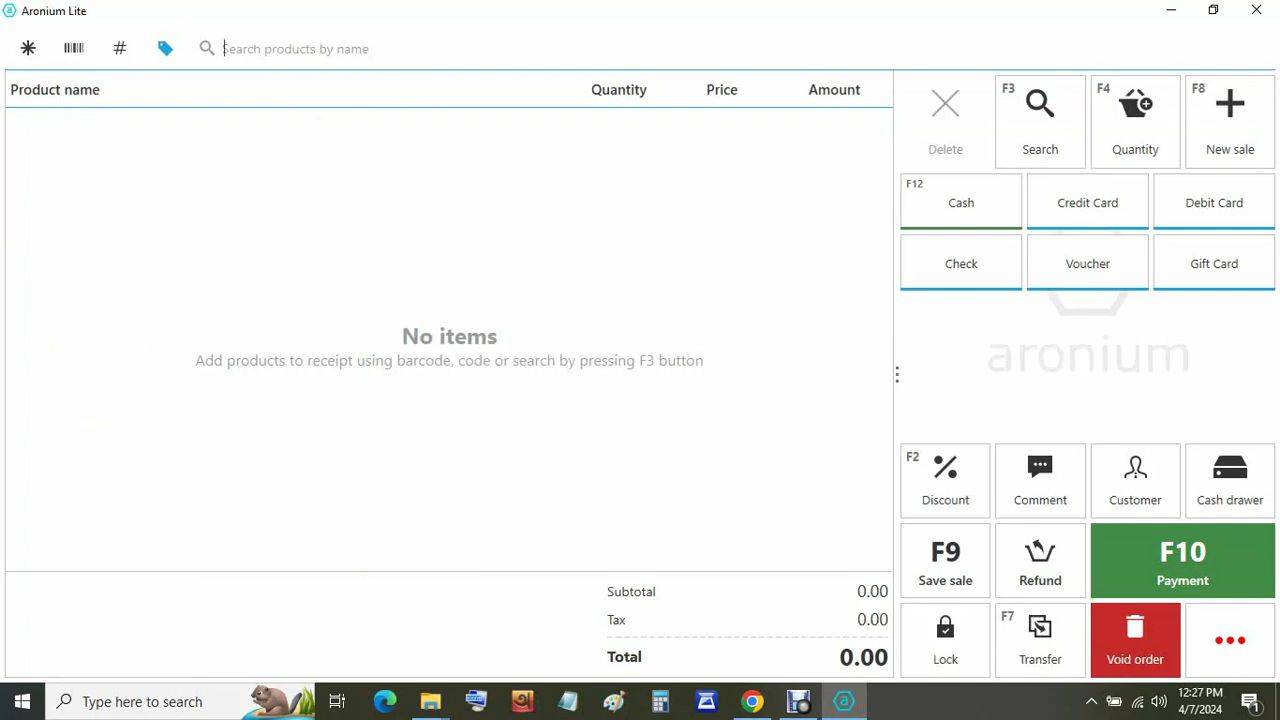 Aronium Lite
Search products by name
Product name Quantity Price Amount
No items
Add products to receipt using barcode, code or search by pressing F3 button
Subtotal 0.00
Tax 0.00
Total 0.00
Delete
F3 Search
F4 Quantity
F8 New sale
F12 Cash
Credit Card
Debit Card
Check
Voucher
Gift Card
aronium
F2 Discount
Comment
Customer
Cash drawer
F9
Save sale
Refund
F10
Payment
Lock
F7 Transfer
Void order
Type here to search
12:27 PM
4/7/2024
1